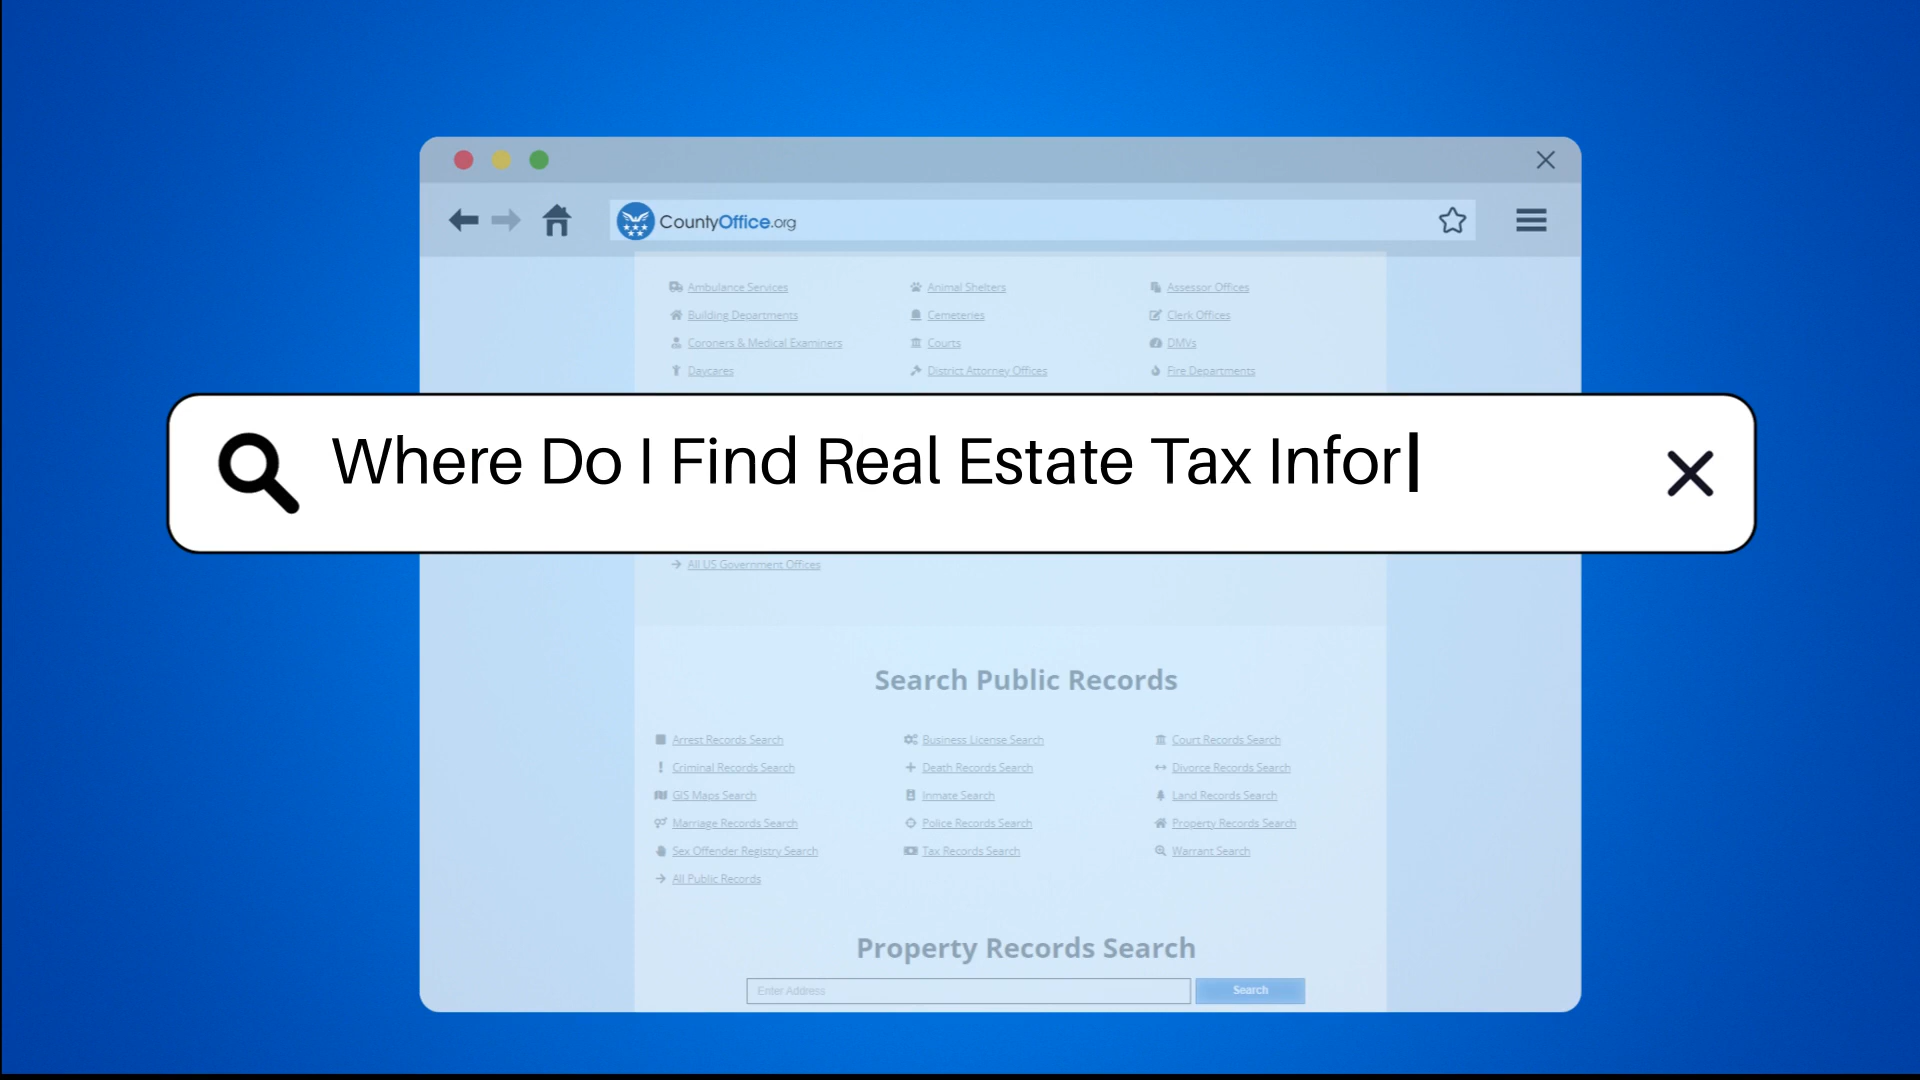 CountyOffice.org
Ambulance Services Animal Shelters Assessor Offices
Building Departments Cemeteries Clerk Offices
Coroners & Medical Examiners Courts DMVs
Daycares District Attorney Offices Fire Departments
Where Do I Find Real Estate Tax Infor
All US Government Offices
Search Public Records
Arrest Records Search Business License Search Court Records Search
Criminal Records Search Death Records Search Divorce Records Search
GIS Maps Search Inmate Search Land Records Search
Marriage Records Search Police Records Search Property Records Search
Sex Offender Registry Search Tax Records Search Warrant Search
All Public Records
Property Records Search
Enter Address Search